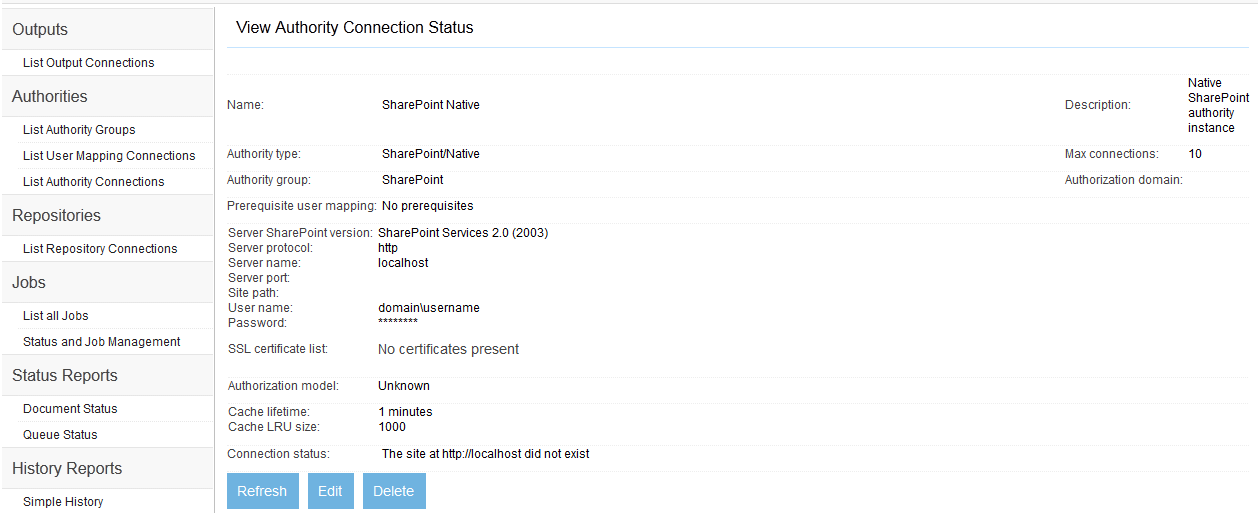 Outputs
List Output Connections
Authorities
List Authority Groups
List User Mapping Connections
List Authority Connections
Repositories
List Repository Connections
Jobs
List all Jobs
Status and Job Management
Status Reports
Document Status
Queue Status
History Reports
Simple History
View Authority Connection Status
Name: SharePoint Native
Description: Native
SharePoint
authority
instance
Authority type: SharePoint/Native
Max connections: 10
Authority group: SharePoint
Authorization domain:
Prerequisite user mapping: No prerequisites
Server SharePoint version: SharePoint Services 2.0 (2003)
Server protocol: http
Server name: localhost
Server port:
Site path:
User name: domain\username
Password: ********
SSL certificate list: No certificates present
Authorization model: Unknown
Cache lifetime: 1 minutes
Cache LRU size: 1000
Connection status: The site at http://localhost did not exist
Refresh Edit Delete